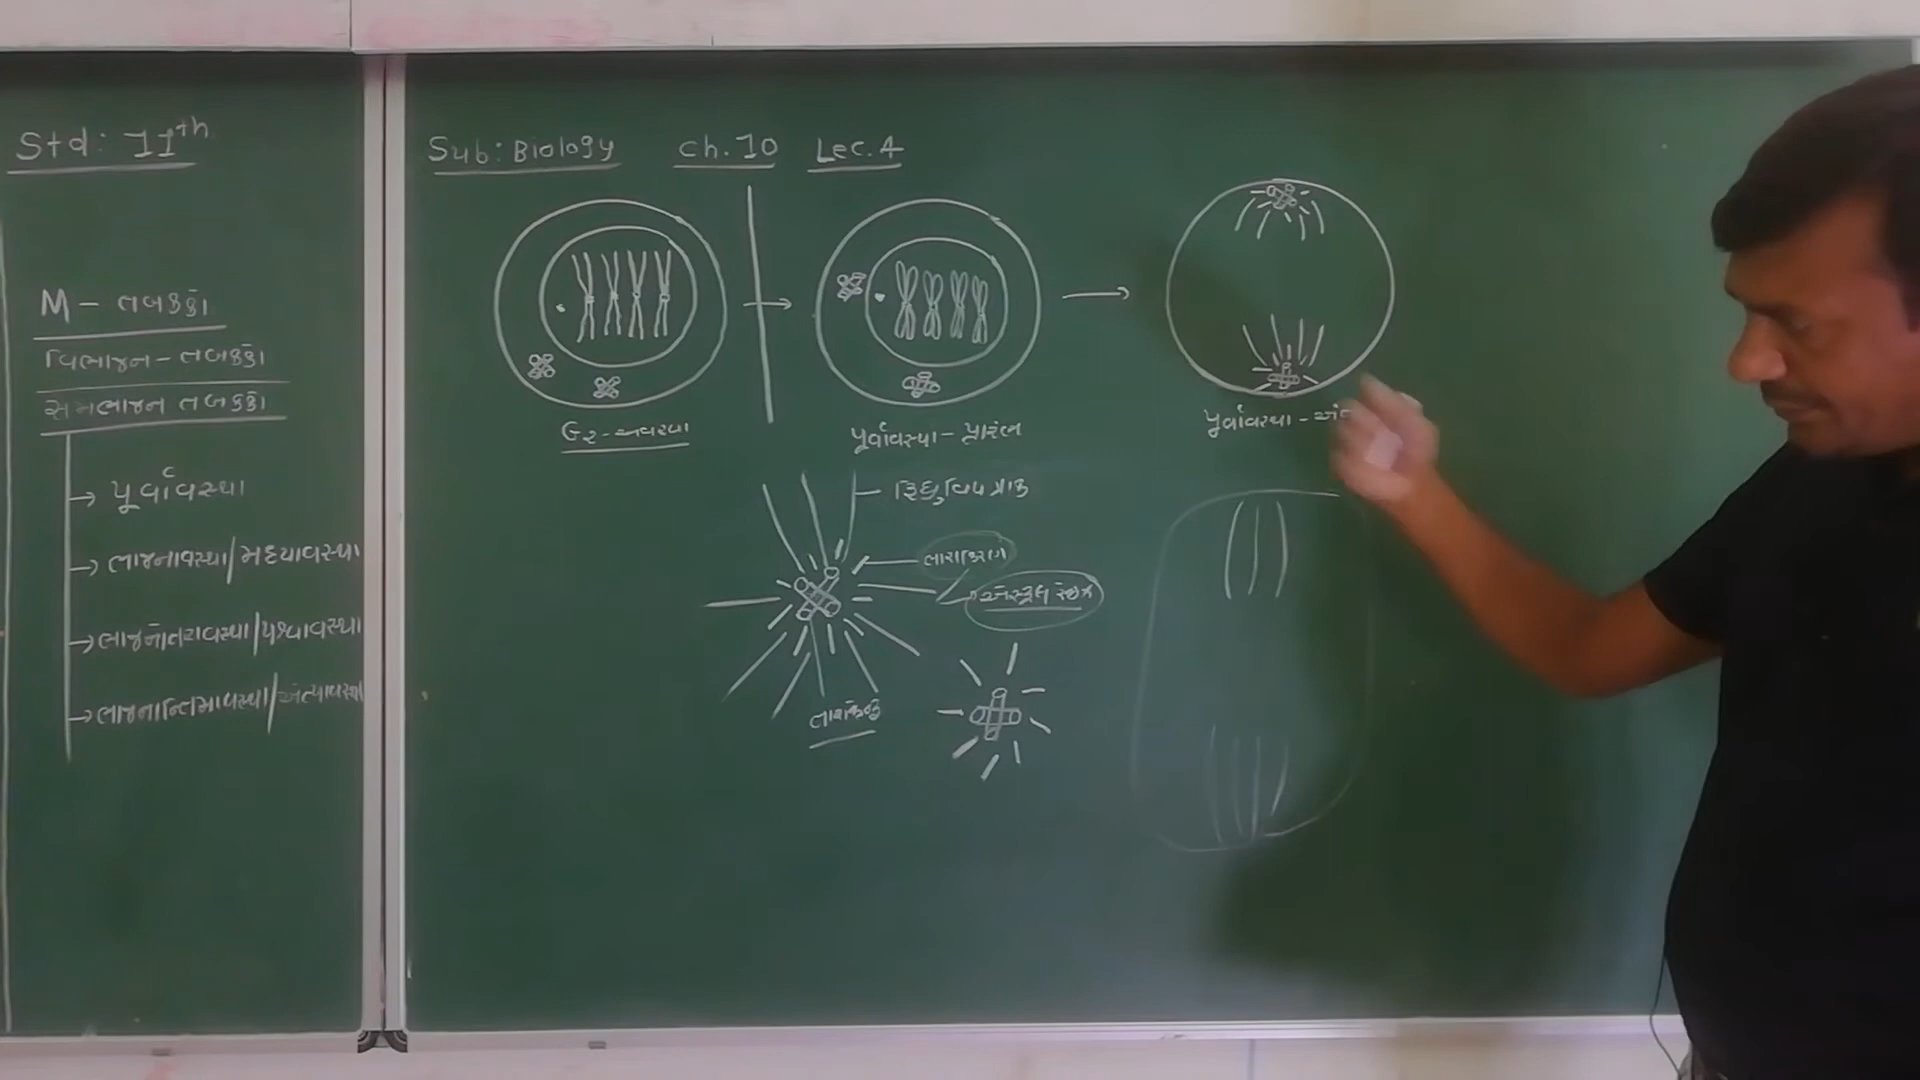 Std: 11th
M - તબક્કો
વિભાજન - તબક્કો
સમભાજન તબક્કો
પૂર્વાવસ્થા
ભાજનાવસ્થા/મધ્યાવસ્થા
ભાજનોત્તરાવસ્થા/પશ્ચાવસ્થા
ભાજનાન્તિમાવસ્થા/અંત્યાવસ્થા
Sub: Biology Ch. 10 Lec. 4
G2 - અવસ્થા
પૂર્વાવસ્થા - પ્રારંભ
પૂર્વાવસ્થા -
તારાકિરણ
તારાકેન્દ્ર